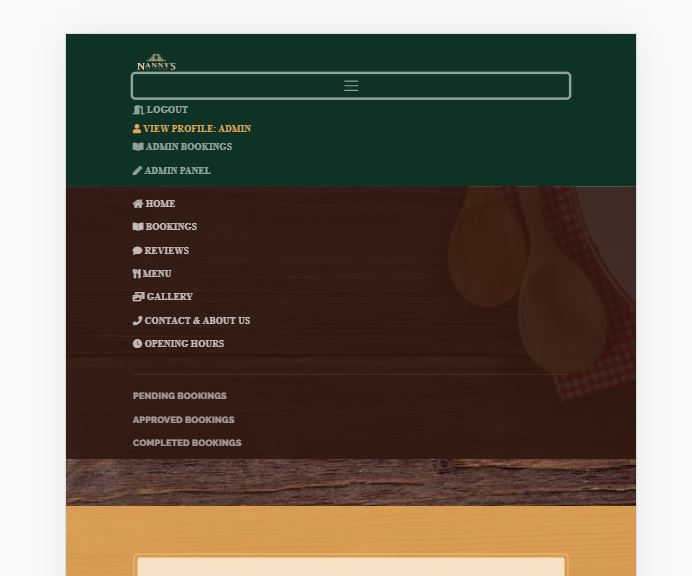 NANNY'S
LOGOUT
VIEW PROFILE: ADMIN
ADMIN BOOKINGS
ADMIN PANEL
HOME
BOOKINGS
REVIEWS
MENU
GALLERY
CONTACT & ABOUT US
OPENING HOURS
PENDING BOOKINGS
APPROVED BOOKINGS
COMPLETED BOOKINGS